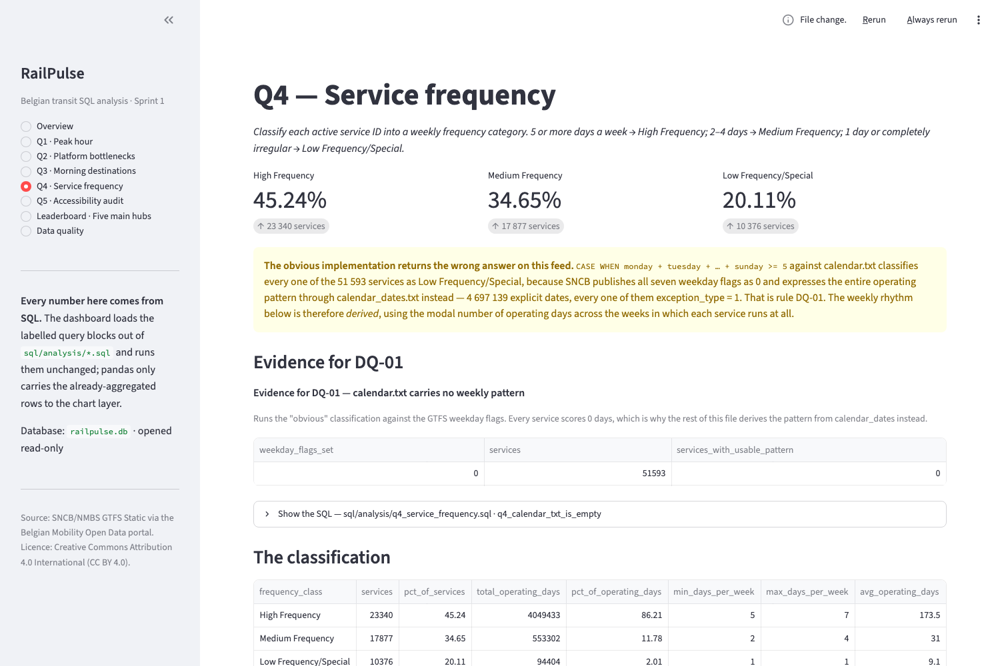 File change.
Rerun
Always rerun
RailPulse
Belgian transit SQL analysis · Sprint 1
Overview
Q1 · Peak hour
Q2 · Platform bottlenecks
Q3 · Morning destinations
Q4 · Service frequency
Q5 · Accessibility audit
Leaderboard · Five main hubs
Data quality
Every number here comes from
SQL. The dashboard loads the
labelled query blocks out of
sql/analysis/*.sql and runs
them unchanged; pandas only
carries the already-aggregated
rows to the chart layer.
Database: railpulse.db · opened
read-only
Source: SNCB/NMBS GTFS Static via the
Belgian Mobility Open Data portal.
Licence: Creative Commons Attribution
4.0 International (CC BY 4.0).
Q4 — Service frequency
Classify each active service ID into a weekly frequency category. 5 or more days a week → High Frequency; 2–4 days → Medium Frequency; 1 day or completely
irregular → Low Frequency/Special.
High Frequency
45.24%
↑ 23 340 services
Medium Frequency
34.65%
↑ 17 877 services
Low Frequency/Special
20.11%
↑ 10 376 services
The obvious implementation returns the wrong answer on this feed. CASE WHEN monday + tuesday + … + sunday >= 5 against calendar.txt classifies
every one of the 51 593 services as Low Frequency/Special, because SNCB publishes all seven weekday flags as 0 and expresses the entire operating
pattern through calendar_dates.txt instead — 4 697 139 explicit dates, every one of them exception_type = 1. That is rule DQ-01. The weekly rhythm
below is therefore derived, using the modal number of operating days across the weeks in which each service runs at all.
Evidence for DQ-01
Evidence for DQ-01 — calendar.txt carries no weekly pattern
Runs the "obvious" classification against the GTFS weekday flags. Every service scores 0 days, which is why the rest of this file derives the pattern from calendar_dates instead.
weekday_flags_set services services_with_usable_pattern
0 51593 0
Show the SQL — sql/analysis/q4_service_frequency.sql · q4_calendar_txt_is_empty
The classification
frequency_class services pct_of_services total_operating_days pct_of_operating_days min_days_per_week max_days_per_week avg_operating_days
High Frequency 23340 45.24 4049433 86.21 5 7 173.5
Medium Frequency 17877 34.65 553302 11.78 2 4 31
Low Frequency/Special 10376 20.11 94404 2.01 1 1 9.1